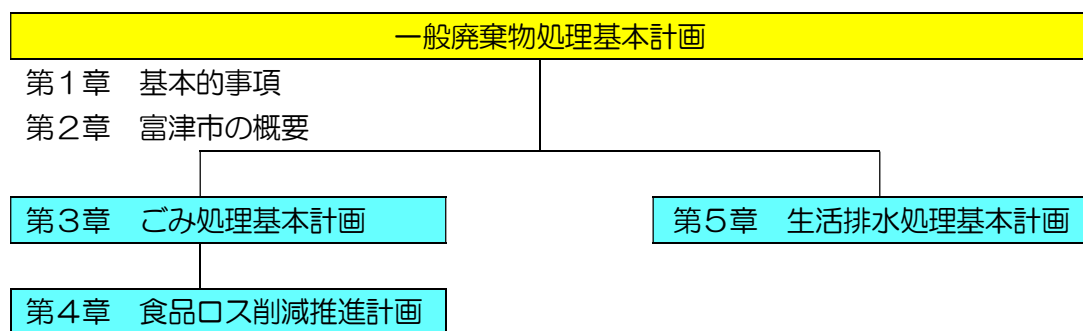 一般廃棄物処理基本計画
第１章　基本的事項
第２章　富津市の概要
第３章　ごみ処理基本計画
第５章　生活排水処理基本計画
第４章　食品ロス削減推進計画